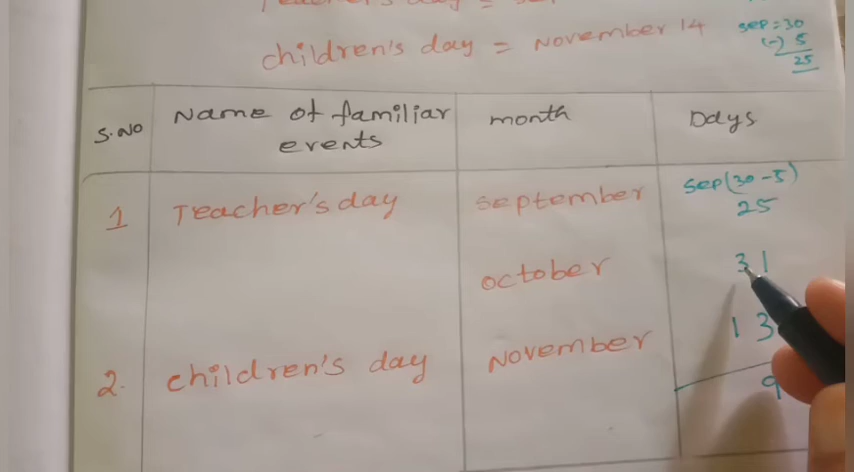 children's day = November 14
sep = 30
(-) 5
25
S.No
Name of familiar events
month
Days
1
Teacher's day
september
sep(30-5)
25
october
31
2.
children's day
November
13
9